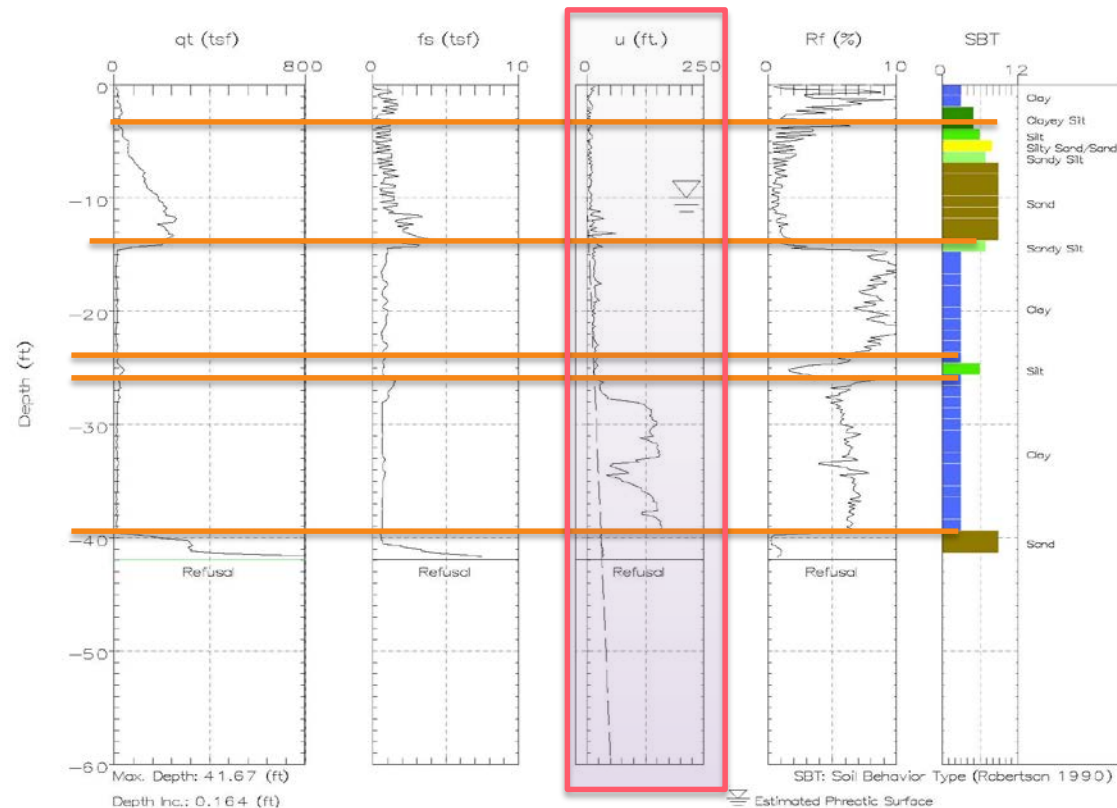 qt (tsf) fs (tsf) u (ft.) Rf (%) SBT
0 800 0 10 0 250 0 10 0 12
0
-10
-20
-30
-40
-50
-60
Depth (ft)
Clay
Clayey Silt
Silt
Silty Sand/Sand
Sandy Silt
Sand
Sandy Silt
Clay
Silt
Clay
Sand
Refusal Refusal Refusal Refusal
Max. Depth: 41.67 (ft) SBT: Soil Behavior Type (Robertson 1990)
Depth Inc.: 0.164 (ft) Estimated Phreatic Surface